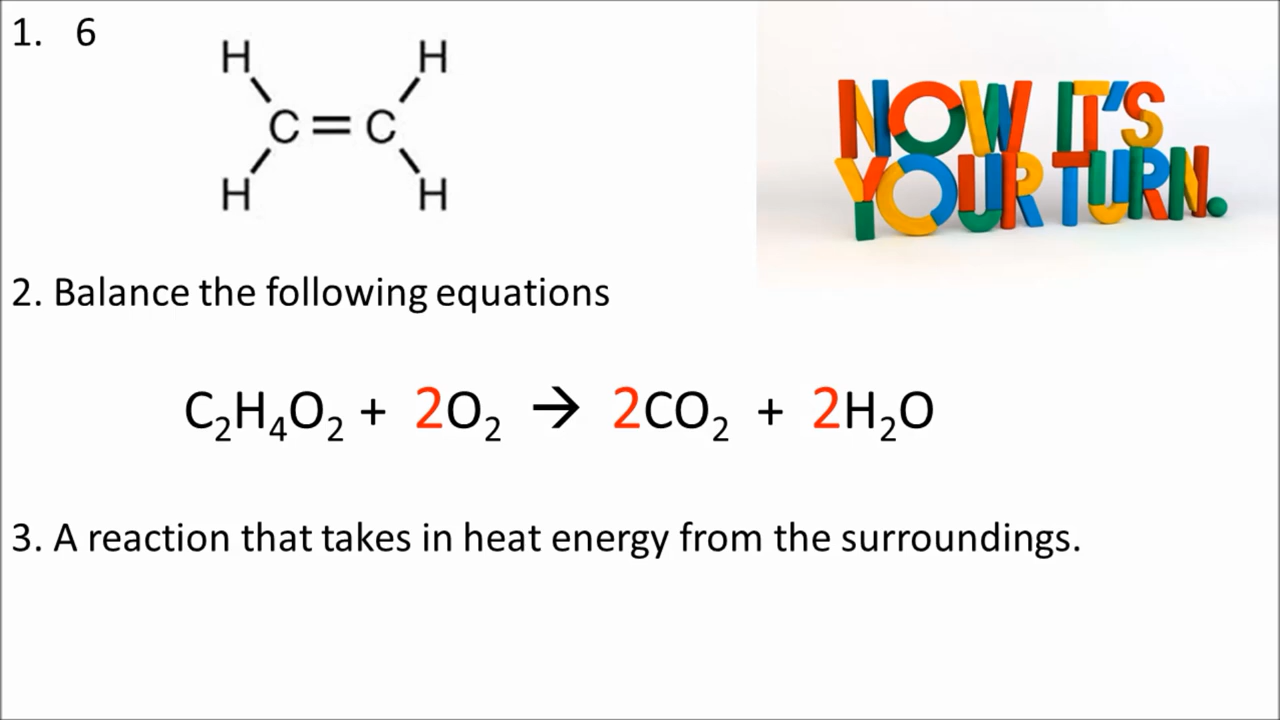 1. 6
H H
C = C
H H
NOW IT'S
YOUR TURN.
2. Balance the following equations
C₂H₄O₂ + 2O₂ → 2CO₂ + 2H₂O
3. A reaction that takes in heat energy from the surroundings.